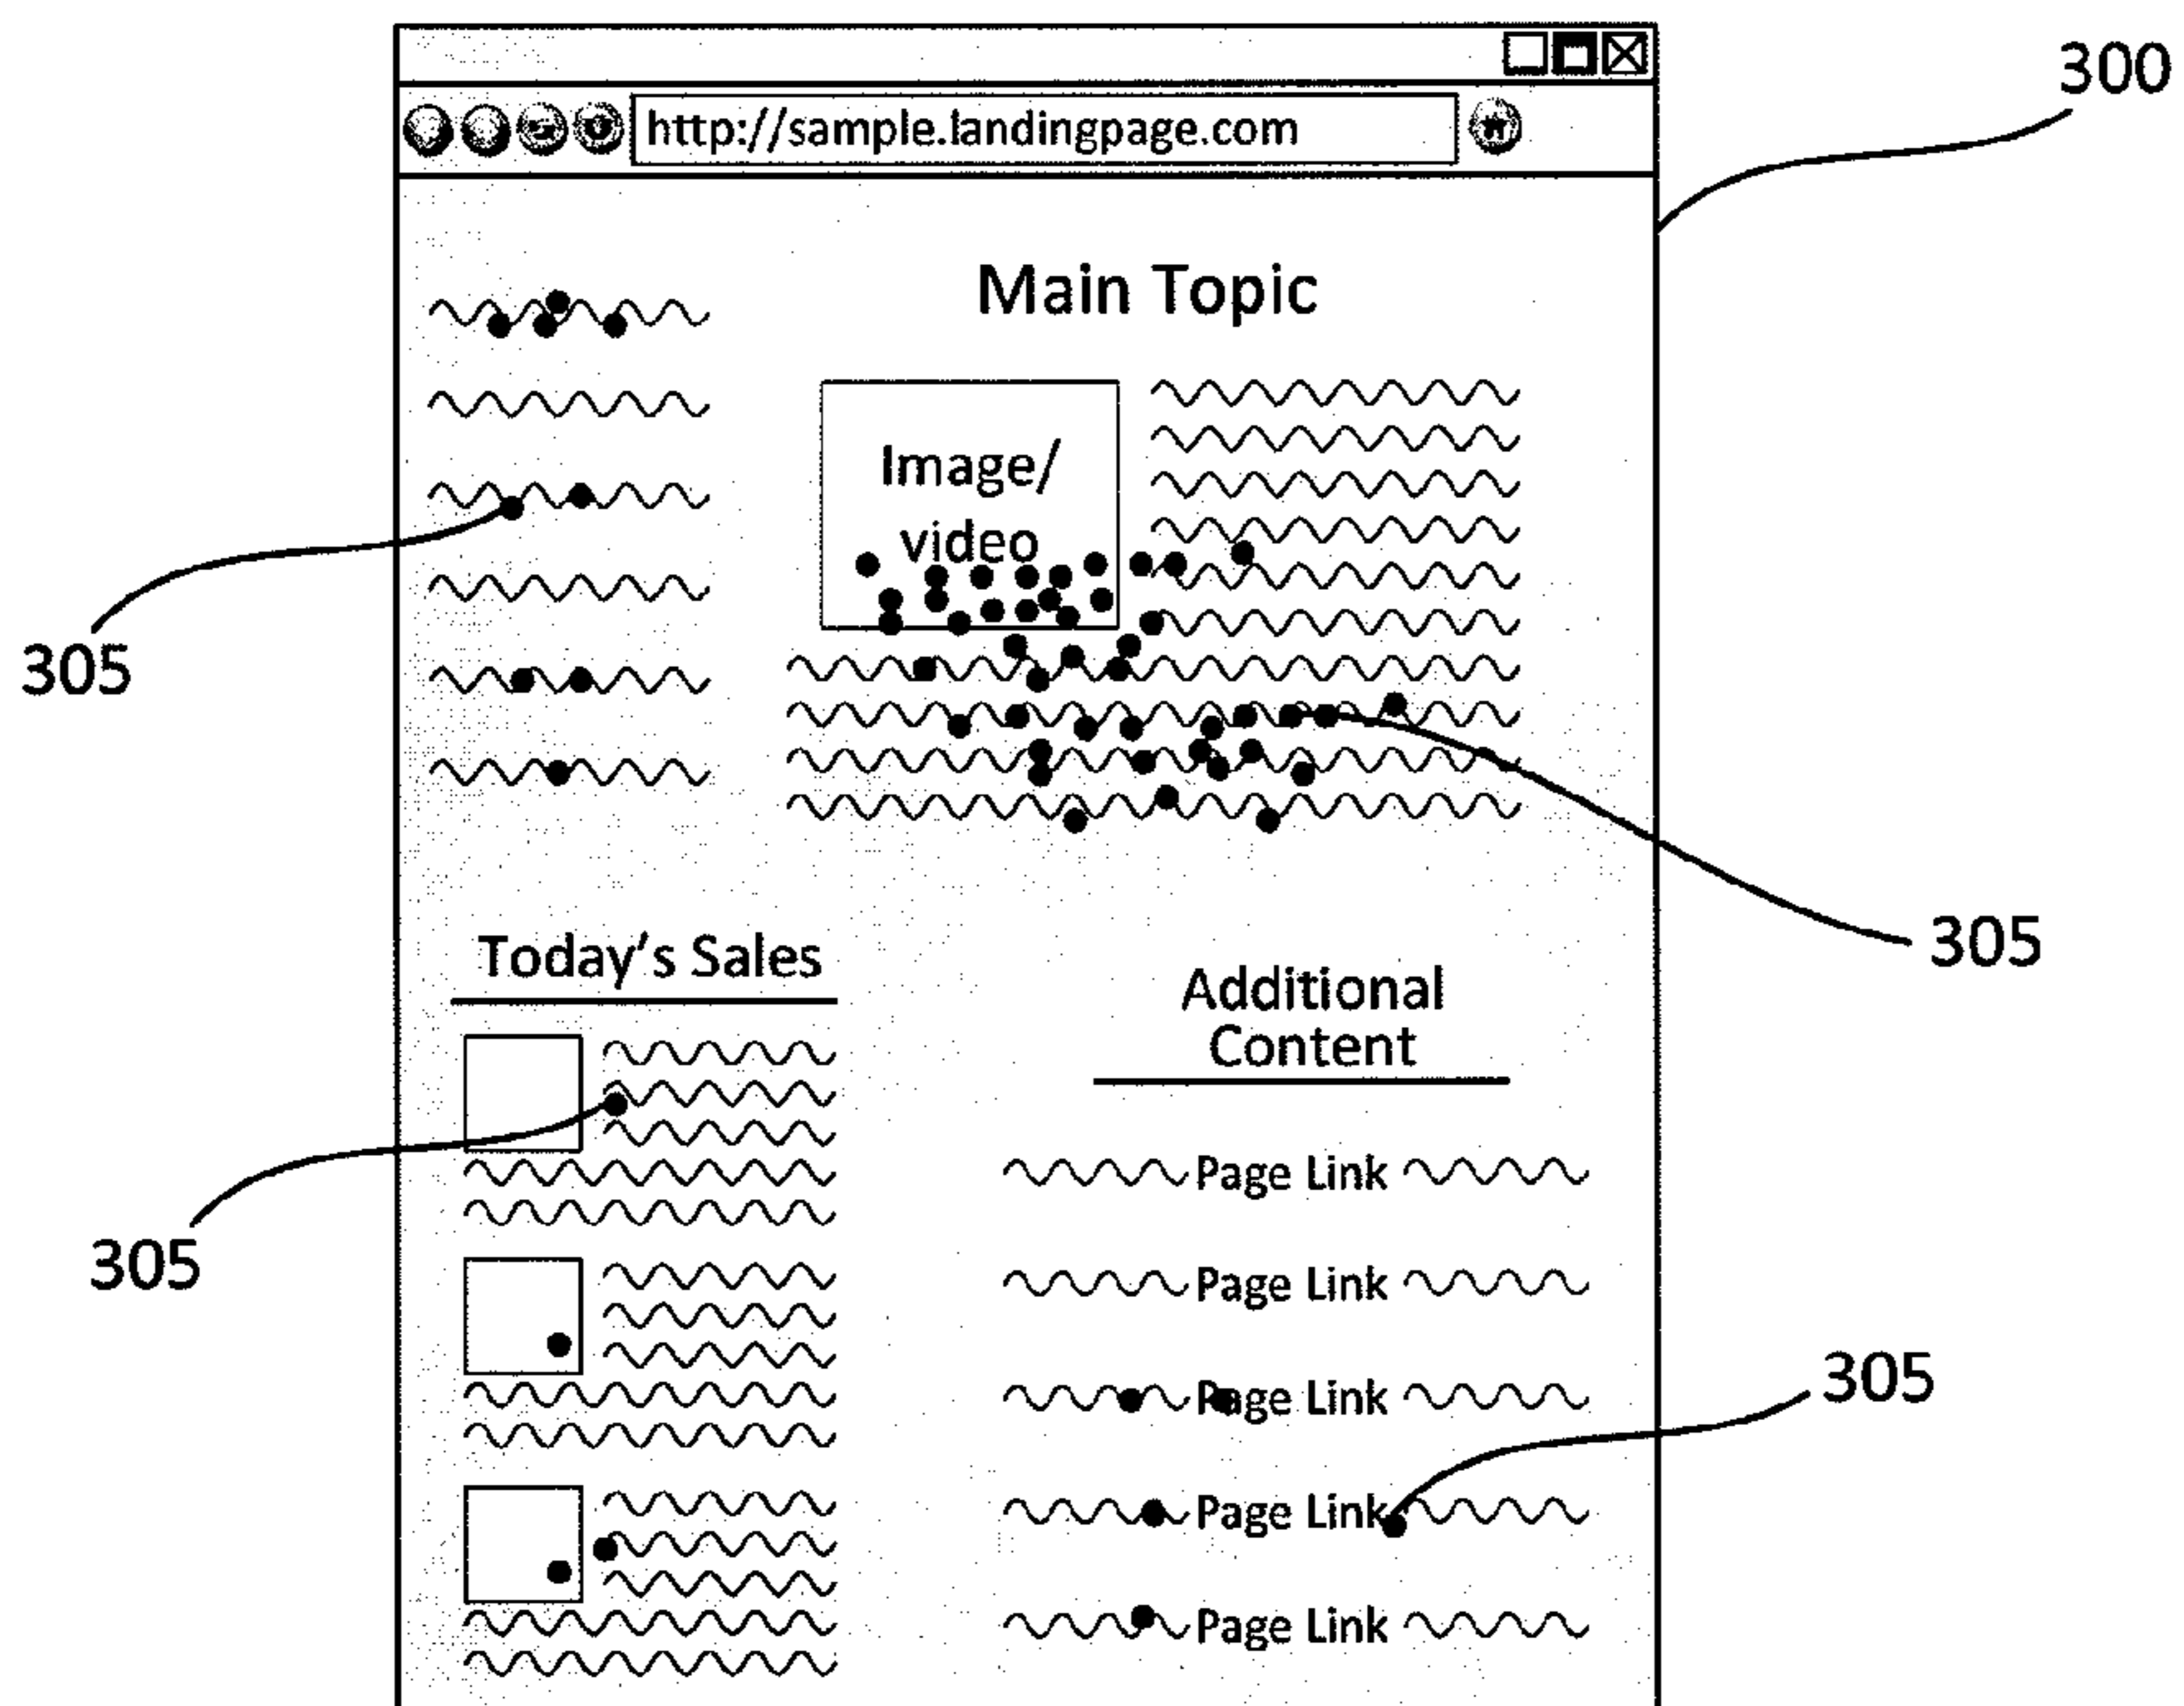 300
http://sample.landingpage.com
Main Topic
Image/
video
305
305
Today's Sales
Additional
Content
Page Link
305
Page Link
305
Page Link
Page Link
Page Link